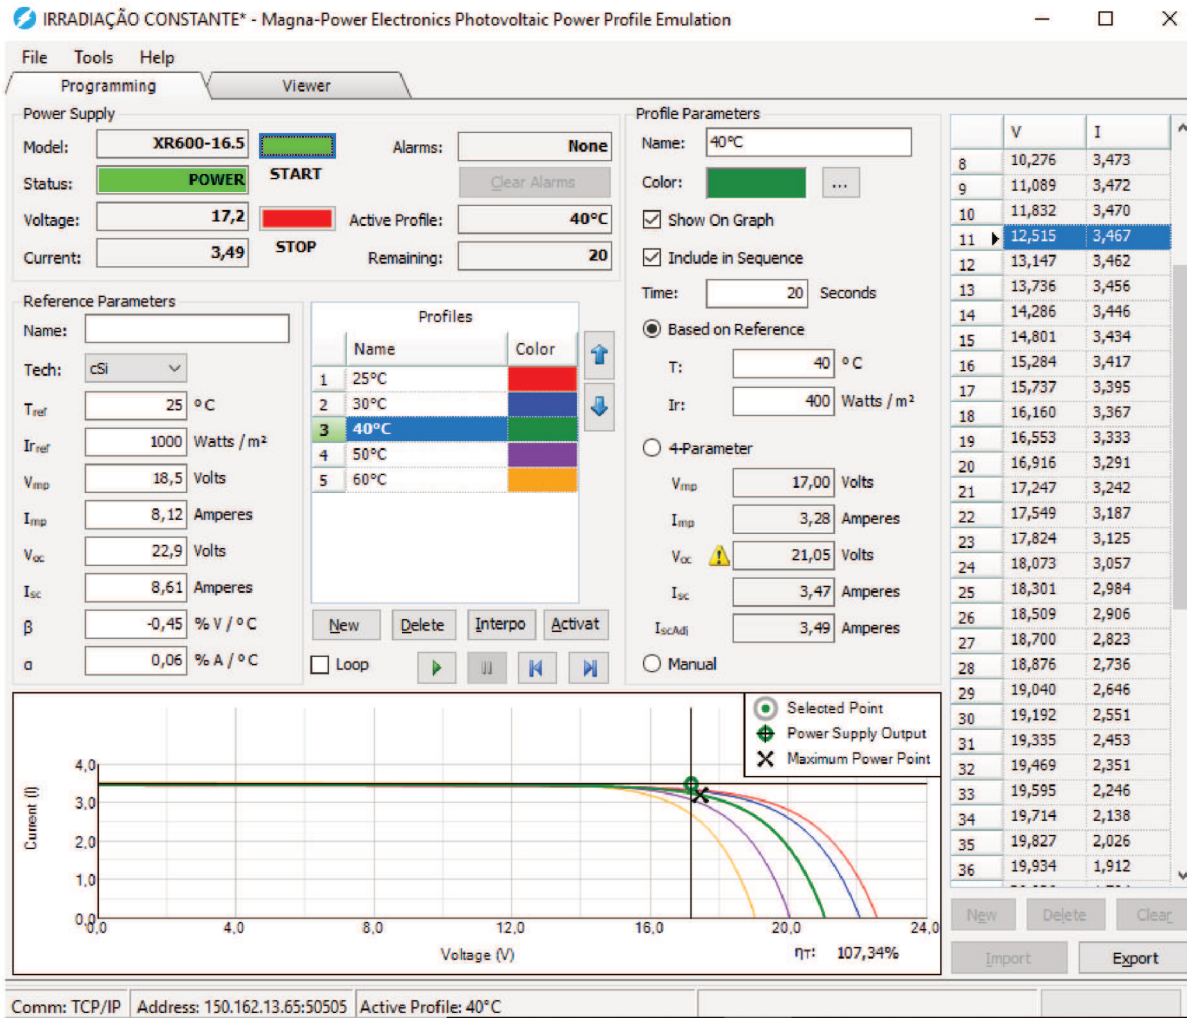 IRRADIAÇÃO CONSTANTE* - Magna-Power Electronics Photovoltaic Power Profile Emulation
File Tools Help
Programming Viewer
Power Supply
Model: XR600-16.5
START
Status: POWER
Voltage: 17,2
STOP
Current: 3,49
Alarms: None
Clear Alarms
Active Profile: 40°C
Remaining: 20
Reference Parameters
Name:
Tech: cSi
Tref 25 °C
Irref 1000 Watts / m²
Vmp 18,5 Volts
Imp 8,12 Amperes
Voc 22,9 Volts
Isc 8,61 Amperes
β -0,45 % V / °C
α 0,06 % A / °C
Profiles
Name Color
1 25°C
2 30°C
3 40°C
4 50°C
5 60°C
New Delete Interpo Activat
Loop
Profile Parameters
Name: 40°C
Color: ...
Show On Graph
Include in Sequence
Time: 20 Seconds
Based on Reference
T: 40 °C
Ir: 400 Watts / m²
4-Parameter
Vmp 17,00 Volts
Imp 3,28 Amperes
Voc 21,05 Volts
Isc 3,47 Amperes
IscAdj 3,49 Amperes
Manual
V I
8 10,276 3,473
9 11,089 3,472
10 11,832 3,470
11 12,515 3,467
12 13,147 3,462
13 13,736 3,456
14 14,286 3,446
15 14,801 3,434
16 15,284 3,417
17 15,737 3,395
18 16,160 3,367
19 16,553 3,333
20 16,916 3,291
21 17,247 3,242
22 17,549 3,187
23 17,824 3,125
24 18,073 3,057
25 18,301 2,984
26 18,509 2,906
27 18,700 2,823
28 18,876 2,736
29 19,040 2,646
30 19,192 2,551
31 19,335 2,453
32 19,469 2,351
33 19,595 2,246
34 19,714 2,138
35 19,827 2,026
36 19,934 1,912
New Delete Clear
Import Export
Selected Point
Power Supply Output
Maximum Power Point
Current (I)
4,0
3,0
2,0
1,0
0,0
0,0 4,0 8,0 12,0 16,0 20,0 24,0
Voltage (V)
ηT: 107,34%
Comm: TCP/IP Address: 150.162.13.65:50505 Active Profile: 40°C